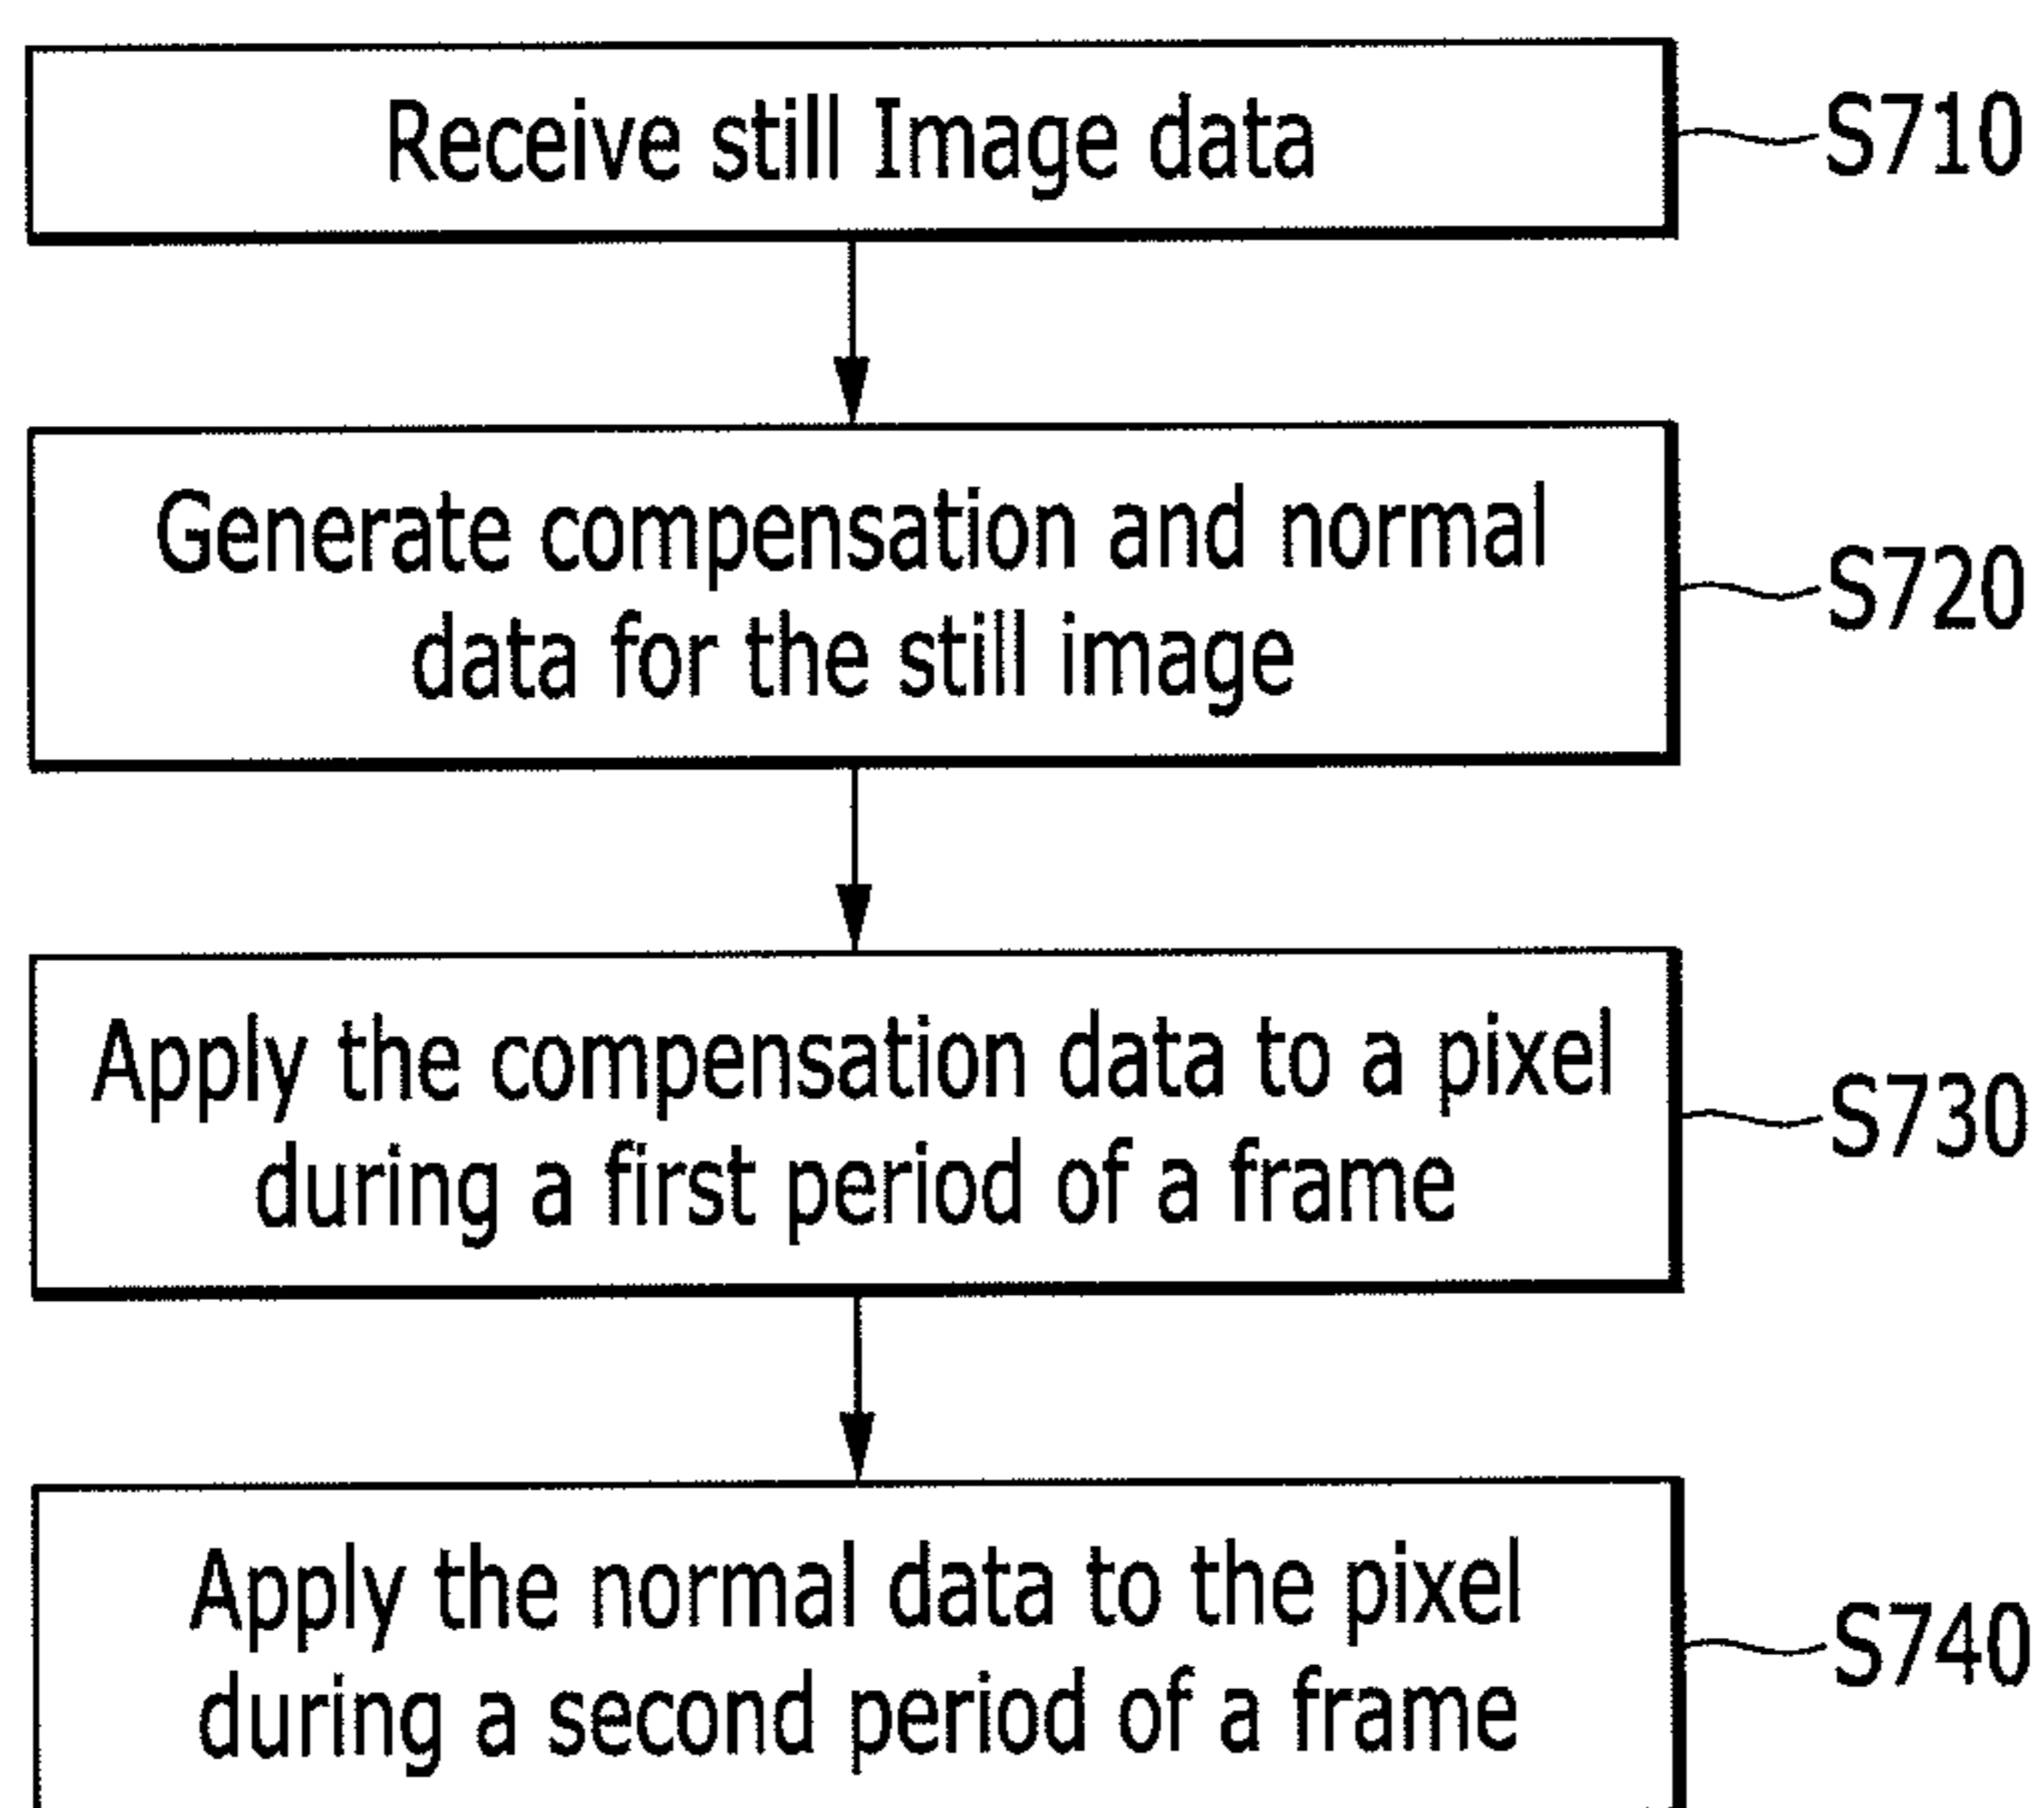 Receive still Image data
S710
Generate compensation and normal
data for the still image
S720
Apply the compensation data to a pixel
during a first period of a frame
S730
Apply the normal data to the pixel
during a second period of a frame
S740